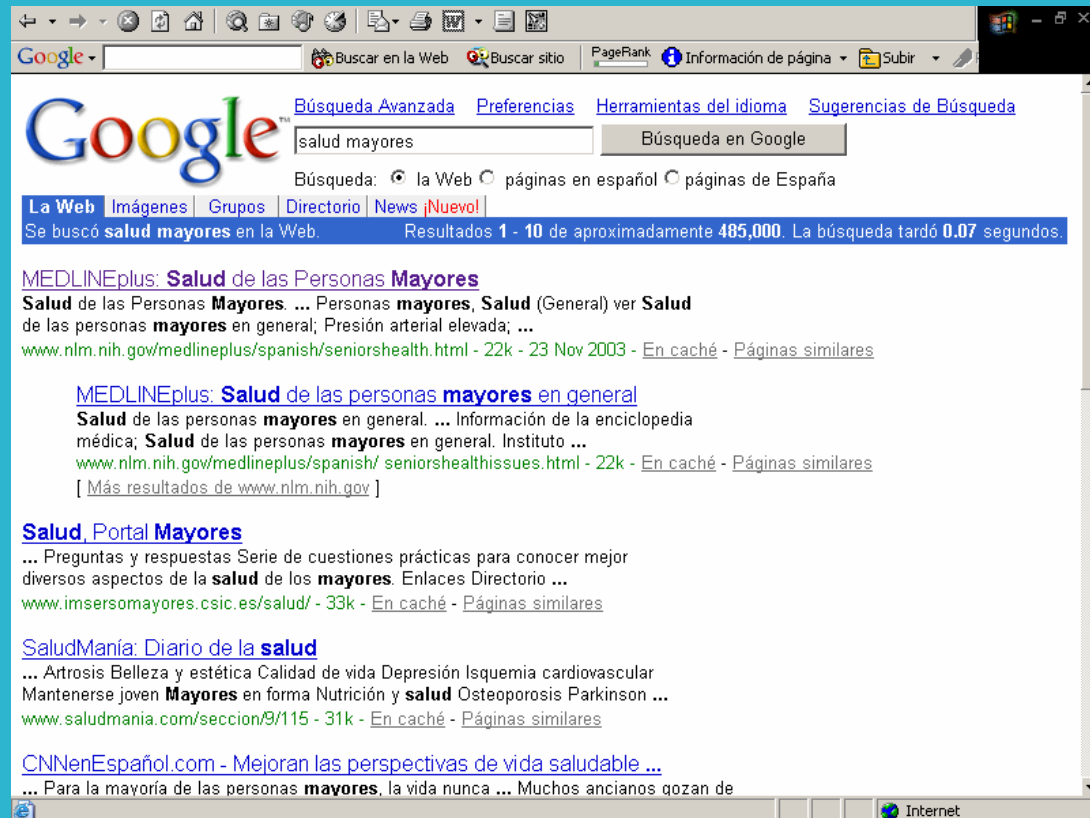 Google
Buscar en la Web
Buscar sitio
PageRank
Información de página
Subir
Google™
Búsqueda Avanzada Preferencias Herramientas del idioma Sugerencias de Búsqueda
salud mayores
Búsqueda en Google
Búsqueda: la Web páginas en español páginas de España
La Web Imágenes Grupos Directorio News ¡Nuevo!
Se buscó salud mayores en la Web. Resultados 1 - 10 de aproximadamente 485,000. La búsqueda tardó 0.07 segundos.
MEDLINEplus: Salud de las Personas Mayores
Salud de las Personas Mayores. ... Personas mayores, Salud (General) ver Salud
de las personas mayores en general; Presión arterial elevada; ...
www.nlm.nih.gov/medlineplus/spanish/seniorshealth.html - 22k - 23 Nov 2003 - En caché - Páginas similares
MEDLINEplus: Salud de las personas mayores en general
Salud de las personas mayores en general. ... Información de la enciclopedia
médica; Salud de las personas mayores en general. Instituto ...
www.nlm.nih.gov/medlineplus/spanish/ seniorshealthissues.html - 22k - En caché - Páginas similares
[ Más resultados de www.nlm.nih.gov ]
Salud, Portal Mayores
... Preguntas y respuestas Serie de cuestiones prácticas para conocer mejor
diversos aspectos de la salud de los mayores. Enlaces Directorio ...
www.imsersomayores.csic.es/salud/ - 33k - En caché - Páginas similares
SaludManía: Diario de la salud
... Artrosis Belleza y estética Calidad de vida Depresión Isquemia cardiovascular
Mantenerse joven Mayores en forma Nutrición y salud Osteoporosis Parkinson ...
www.saludmania.com/seccion/9/115 - 31k - En caché - Páginas similares
CNNenEspañol.com - Mejoran las perspectivas de vida saludable ...
... Para la mayoría de las personas mayores, la vida nunca ... Muchos ancianos gozan de
Internet